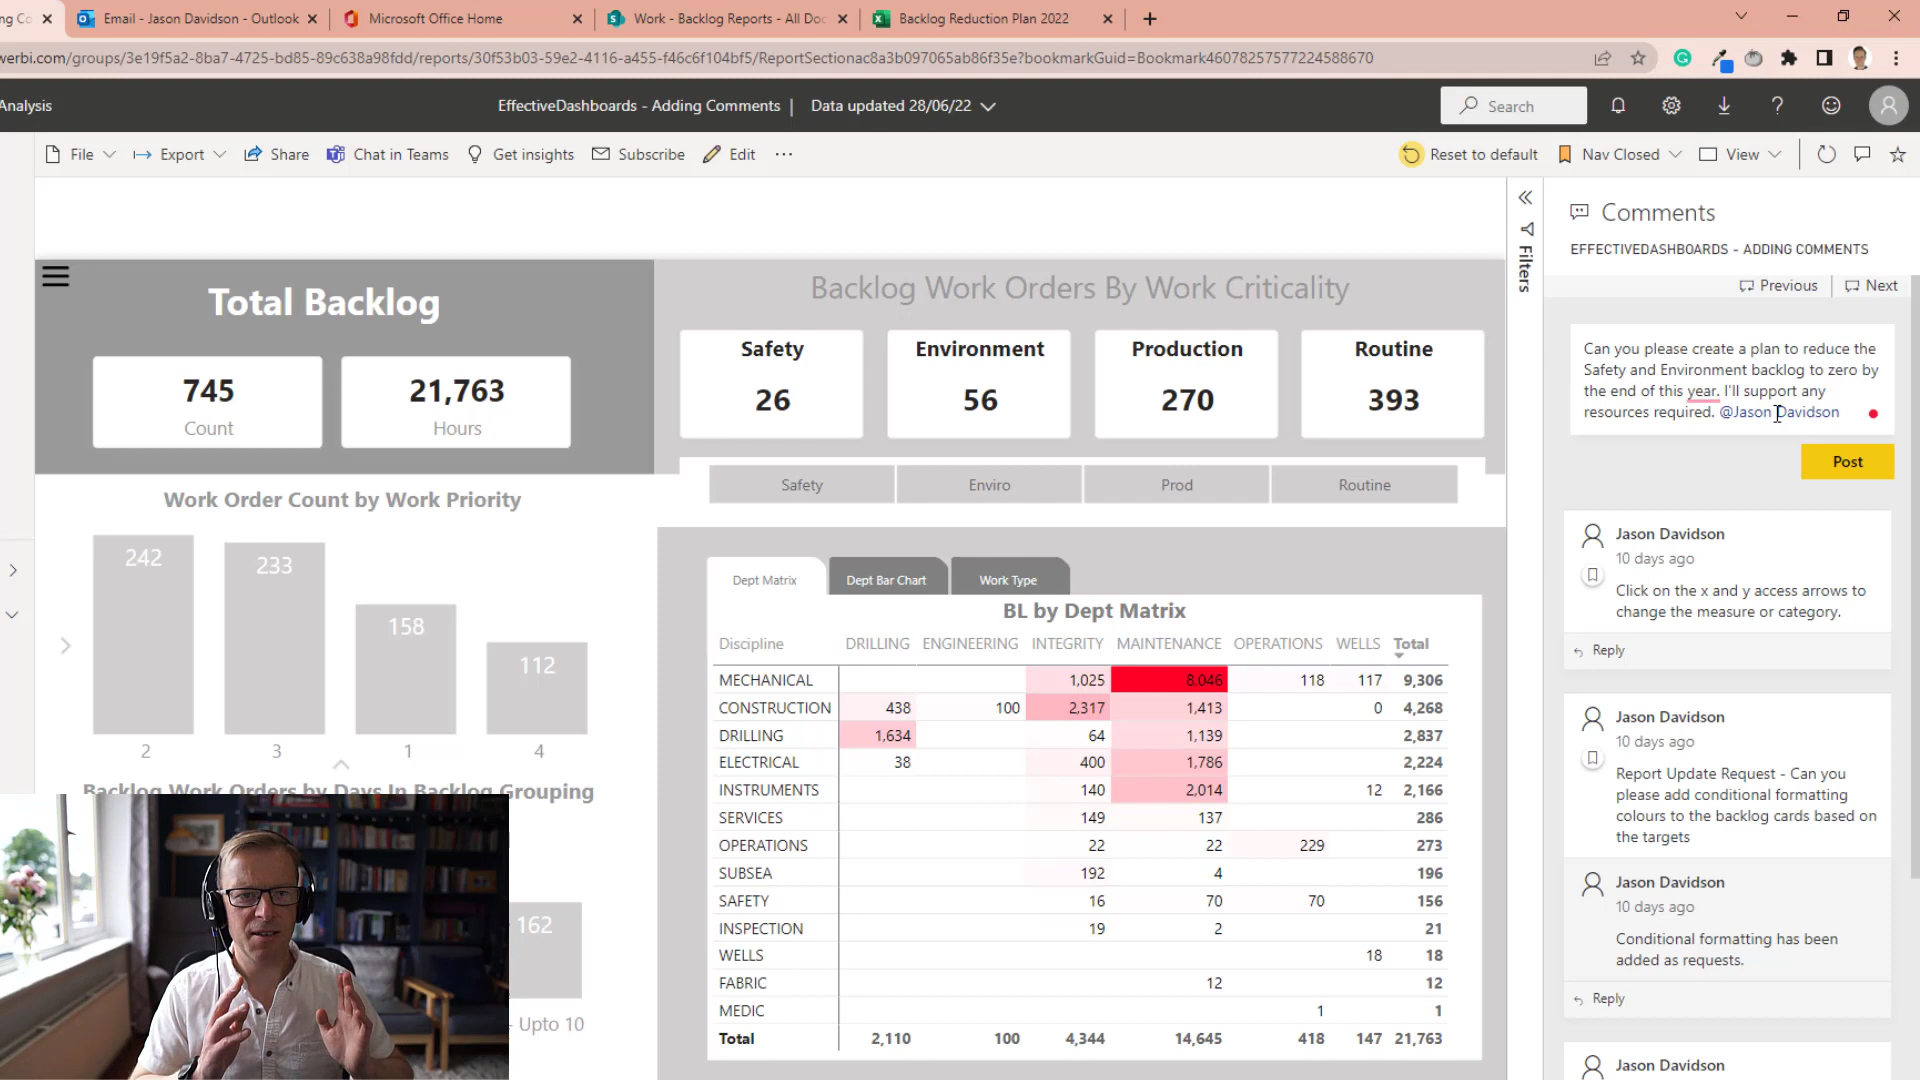 ng Co
Email - Jason Davidson - Outlook
Microsoft Office Home
Work - Backlog Reports - All Doc
Backlog Reduction Plan 2022
werbi.com/groups/3e19f5a2-8ba7-4725-bd85-89c638a98fdd/reports/30f53b03-59e2-4116-a455-f46c6f104bf5/ReportSectionac8a3b097065ab86f35e?bookmarkGuid=Bookmark46078257577224588670
Analysis
EffectiveDashboards - Adding Comments | Data updated 28/06/22
Search
File
Export
Share
Chat in Teams
Get insights
Subscribe
Edit
Reset to default
Nav Closed
View
Filters
Total Backlog
745
Count
21,763
Hours
Backlog Work Orders By Work Criticality
Safety
26
Environment
56
Production
270
Routine
393
Safety
Enviro
Prod
Routine
Work Order Count by Work Priority
242
233
158
112
2
3
1
4
Backlog Work Orders by Days In Backlog Grouping
162
- Upto 10
Dept Matrix
Dept Bar Chart
Work Type
BL by Dept Matrix
Discipline DRILLING ENGINEERING INTEGRITY MAINTENANCE OPERATIONS WELLS Total
MECHANICAL 1,025 8,046 118 117 9,306
CONSTRUCTION 438 100 2,317 1,413 0 4,268
DRILLING 1,634 64 1,139 2,837
ELECTRICAL 38 400 1,786 2,224
INSTRUMENTS 140 2,014 12 2,166
SERVICES 149 137 286
OPERATIONS 22 22 229 273
SUBSEA 192 4 196
SAFETY 16 70 70 156
INSPECTION 19 2 21
WELLS 18 18
FABRIC 12 12
MEDIC 1 1
Total 2,110 100 4,344 14,645 418 147 21,763
Comments
EFFECTIVEDASHBOARDS - ADDING COMMENTS
Previous
Next
Can you please create a plan to reduce the
Safety and Environment backlog to zero by
the end of this year. I'll support any
resources required. @Jason Davidson
Post
Jason Davidson
10 days ago
Click on the x and y access arrows to
change the measure or category.
Reply
Jason Davidson
10 days ago
Report Update Request - Can you
please add conditional formatting
colours to the backlog cards based on
the targets
Jason Davidson
10 days ago
Conditional formatting has been
added as requests.
Reply
Jason Davidson